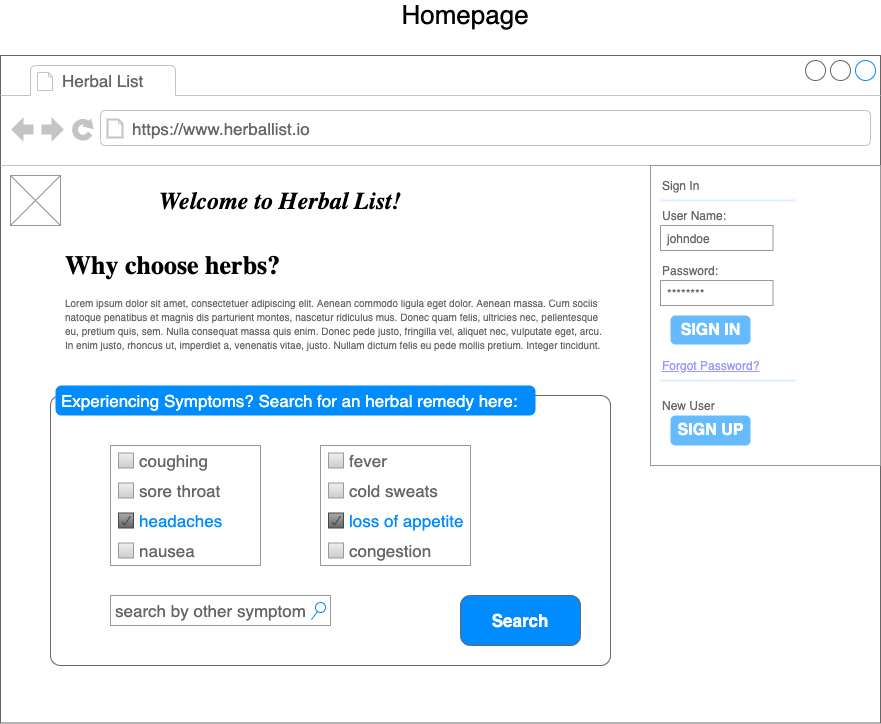 Homepage
Herbal List
https://www.herballist.io
Welcome to Herbal List!
Why choose herbs?
Lorem ipsum dolor sit amet, consectetuer adipiscing elit. Aenean commodo ligula eget dolor. Aenean massa. Cum sociis
natoque penatibus et magnis dis parturient montes, nascetur ridiculus mus. Donec quam felis, ultricies nec, pellentesque
eu, pretium quis, sem. Nulla consequat massa quis enim. Donec pede justo, fringilla vel, aliquet nec, vulputate eget, arcu.
In enim justo, rhoncus ut, imperdiet a, venenatis vitae, justo. Nullam dictum felis eu pede mollis pretium. Integer tincidunt.
Sign In
User Name:
johndoe
Password:
********
SIGN IN
Forgot Password?
New User
SIGN UP
Experiencing Symptoms? Search for an herbal remedy here:
coughing
sore throat
headaches
nausea
fever
cold sweats
loss of appetite
congestion
search by other symptom
Search